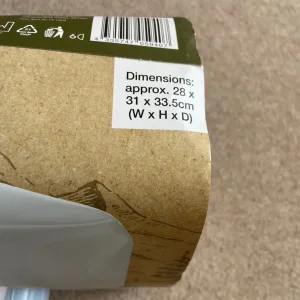 Dimensions:
approx. 28 x
31 x 33.5cm
(W x H x D)